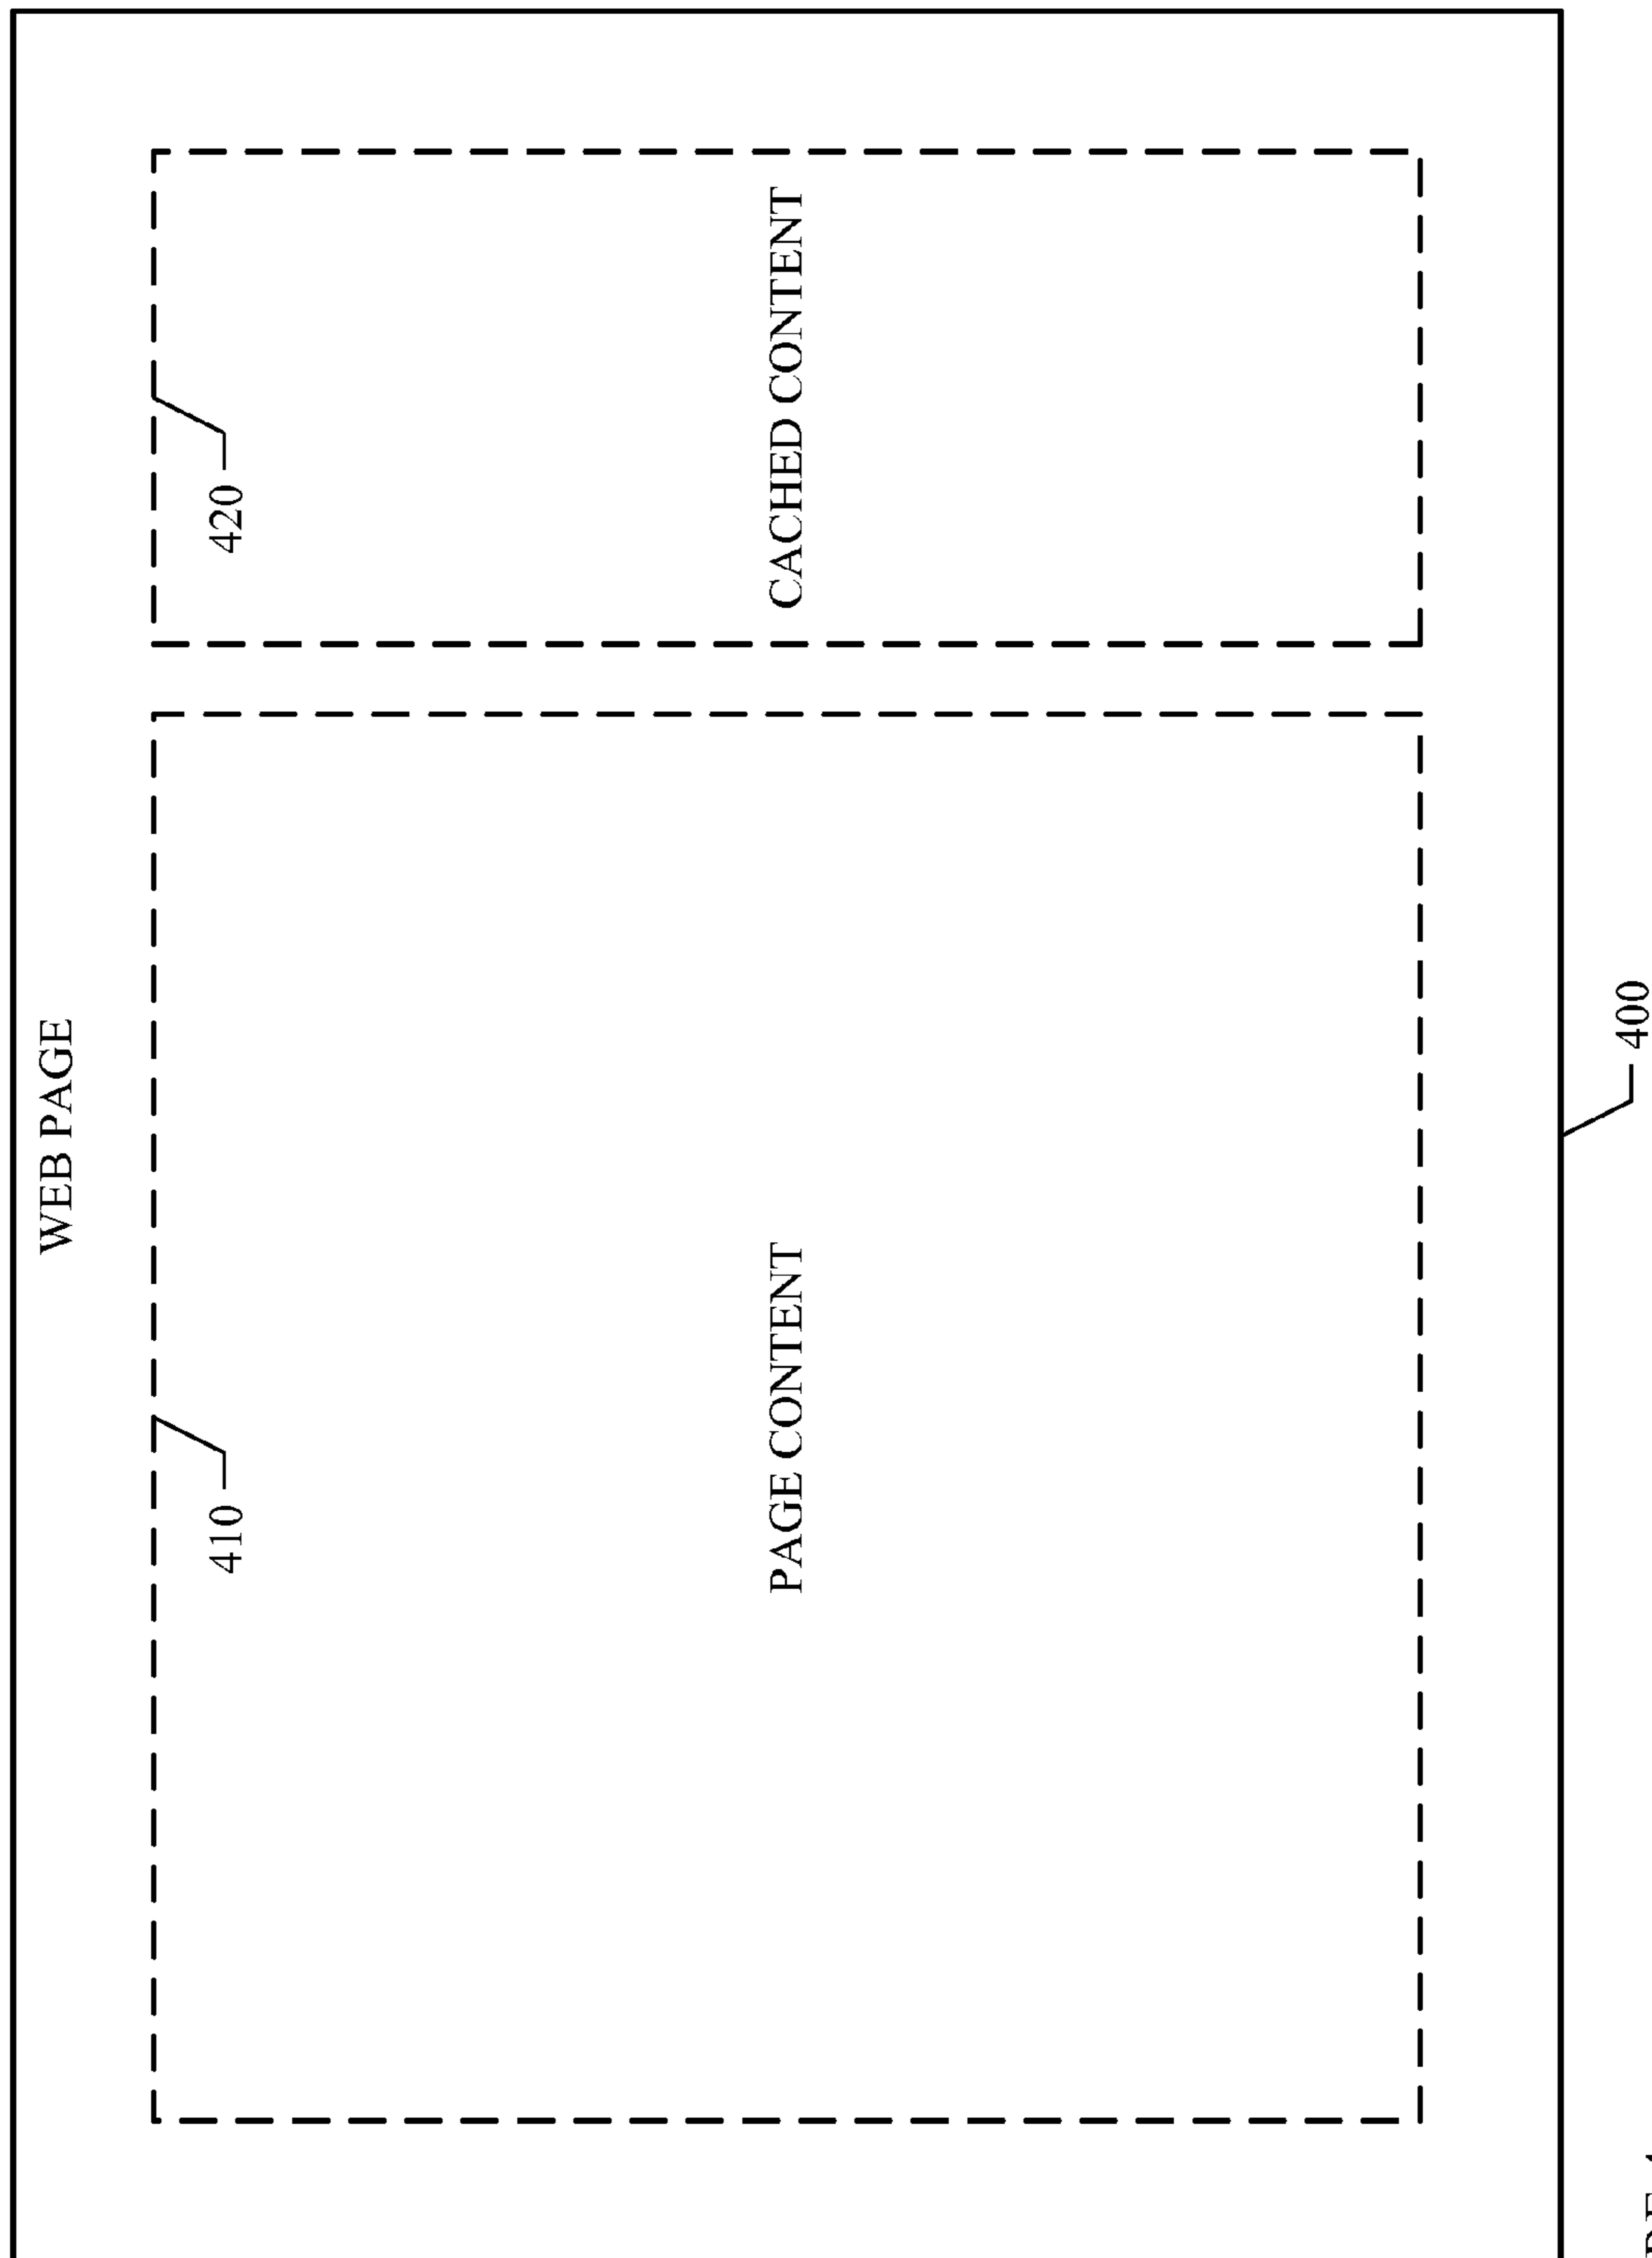 WEB PAGE
410
420
PAGE CONTENT
CACHED CONTENT
400